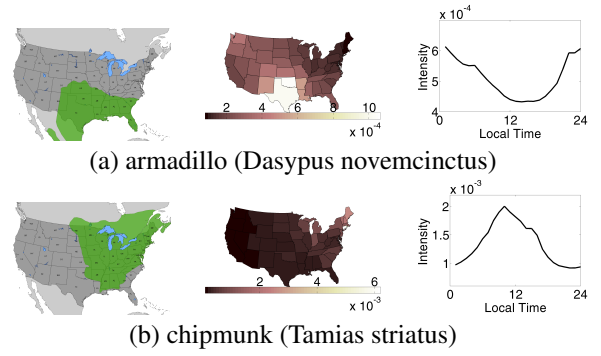 x 10⁻⁴
6
5
4
Intensity
0 12 24
Local Time
2 4 6 8 10
x 10⁻⁴
(a) armadillo (Dasypus novemcinctus)
x 10⁻³
2
1.5
1
Intensity
0 12 24
Local Time
2 4 6
x 10⁻³
(b) chipmunk (Tamias striatus)